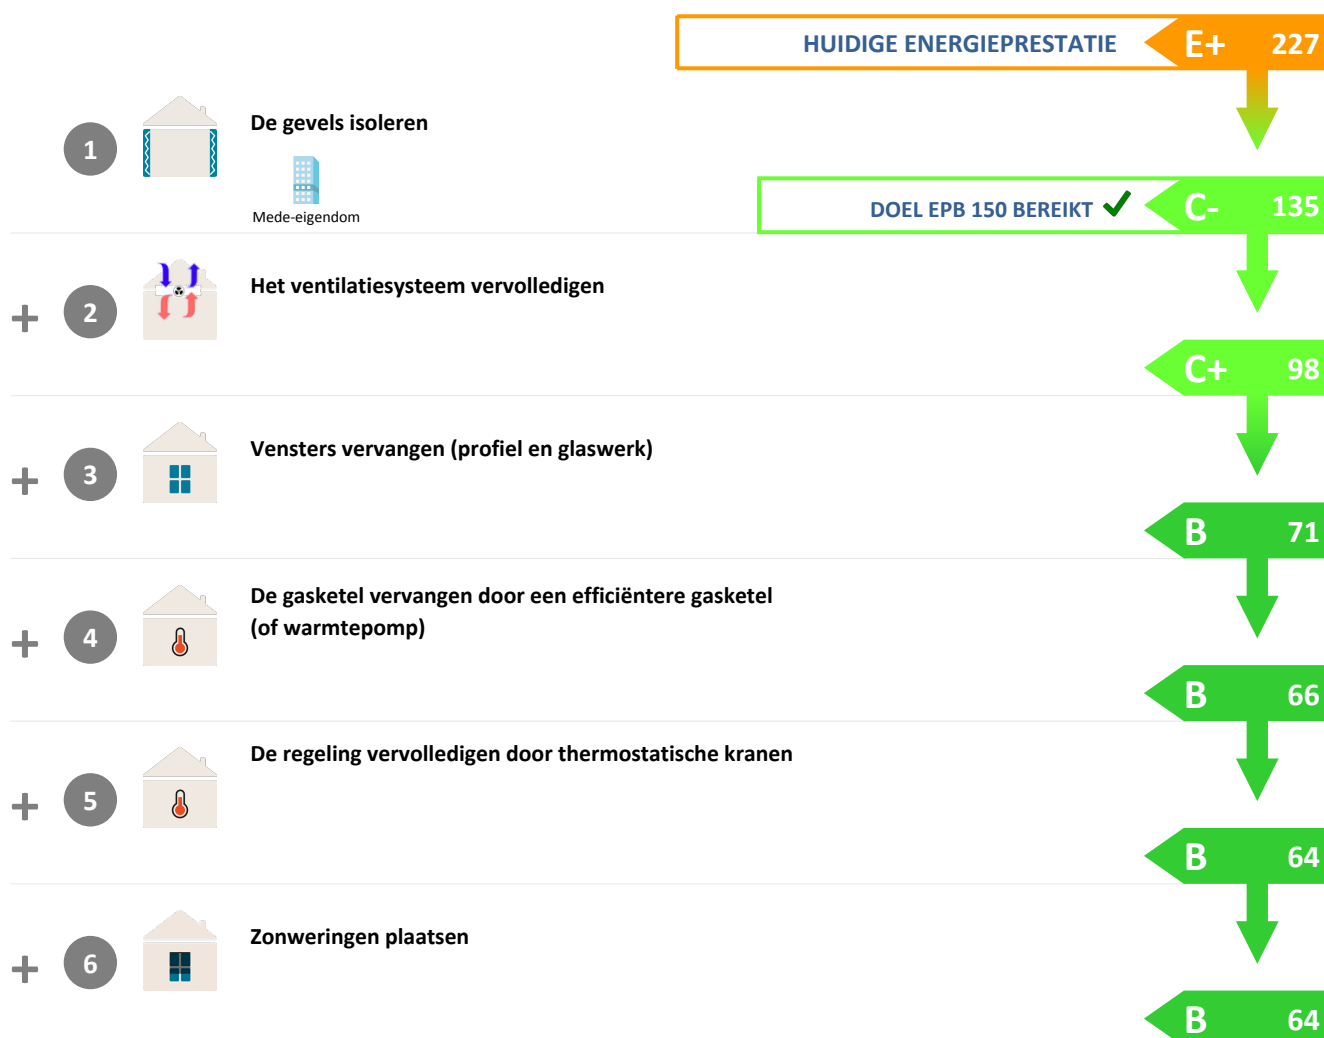 HUIDIGE ENERGIEPRESTATIE E+ 227
1 De gevels isoleren
Mede-eigendom
DOEL EPB 150 BEREIKT ✔ C- 135
+ 2 Het ventilatiesysteem vervolledigen
C+ 98
+ 3 Vensters vervangen (profiel en glaswerk)
B 71
+ 4 De gasketel vervangen door een efficiëntere gasketel
(of warmtepomp)
B 66
+ 5 De regeling vervolledigen door thermostatische kranen
B 64
+ 6 Zonweringen plaatsen
B 64